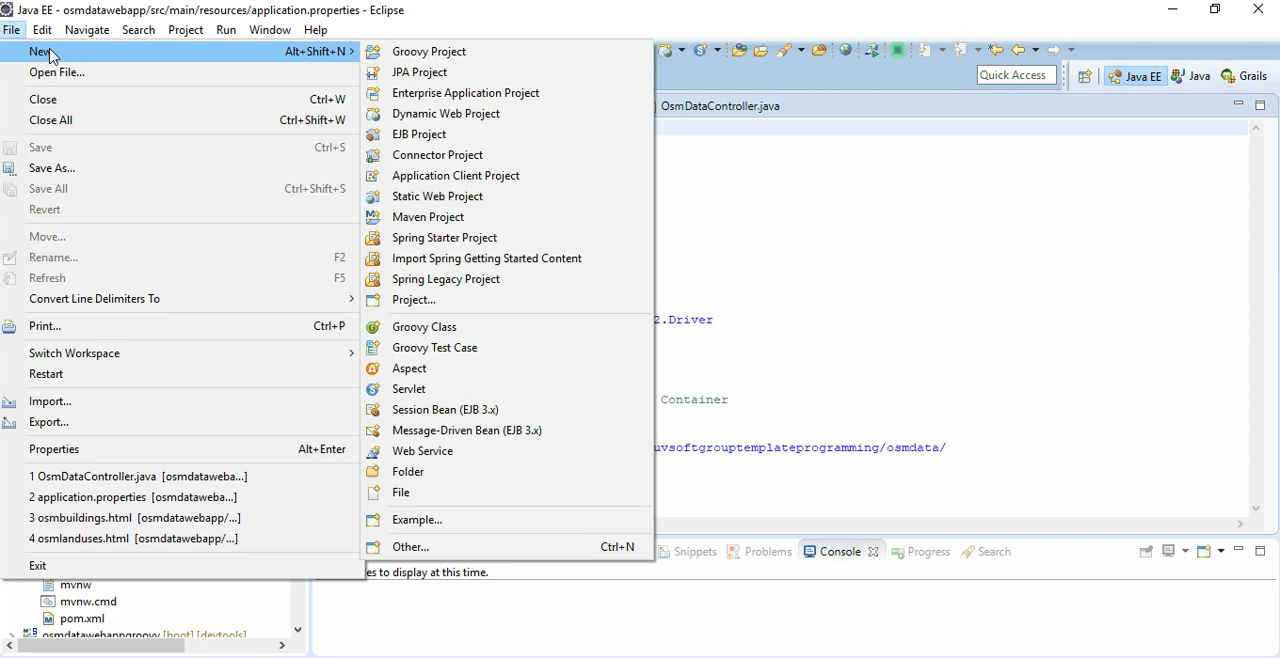 Java EE - osmdatawebapp/src/main/resources/application.properties - Eclipse
File Edit Navigate Search Project Run Window Help
New Alt+Shift+N >
Open File...
Close Ctrl+W
Close All Ctrl+Shift+W
Save Ctrl+S
Save As...
Save All Ctrl+Shift+S
Revert
Move...
Rename... F2
Refresh F5
Convert Line Delimiters To >
Print... Ctrl+P
Switch Workspace >
Restart
Import...
Export...
Properties Alt+Enter
1 OsmDataController.java [osmdataweba...]
2 application.properties [osmdataweba...]
3 osmbuildings.html [osmdatawebapp/...]
4 osmlanduses.html [osmdatawebapp/...]
Exit
Groovy Project
JPA Project
Enterprise Application Project
Dynamic Web Project
EJB Project
Connector Project
Application Client Project
Static Web Project
Maven Project
Spring Starter Project
Import Spring Getting Started Content
Spring Legacy Project
Project...
Groovy Class
Groovy Test Case
Aspect
Servlet
Session Bean (EJB 3.x)
Message-Driven Bean (EJB 3.x)
Web Service
Folder
File
Example...
Other... Ctrl+N
Quick Access Java EE Java Grails
OsmDataController.java
2.Driver
Container
uvsoftgrouptemplateprogramming/osmdata/
Snippets Problems Console Progress Search
es to display at this time.
mvnw
mvnw.cmd
pom.xml
osmdatawebappgroovy [boot] [devtools]